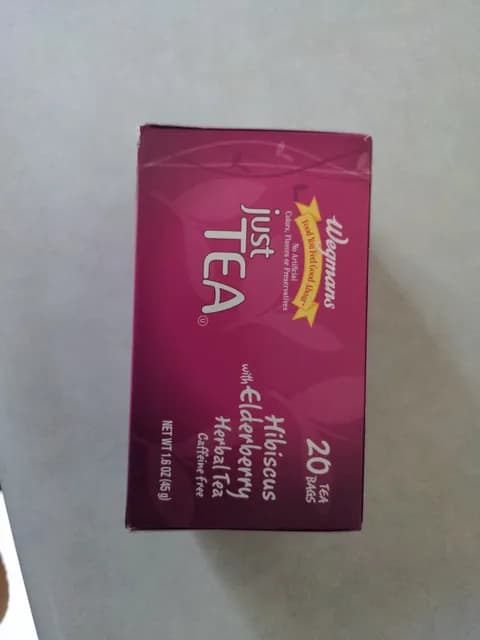 Wegmans
Food You Feel Good About
No Artificial
Colors, Flavors or Preservatives
just
TEA
U
20 TEA
BAGS
Hibiscus
with Elderberry
Herbal Tea
Caffeine Free
NET WT 1.6 OZ (45 g)